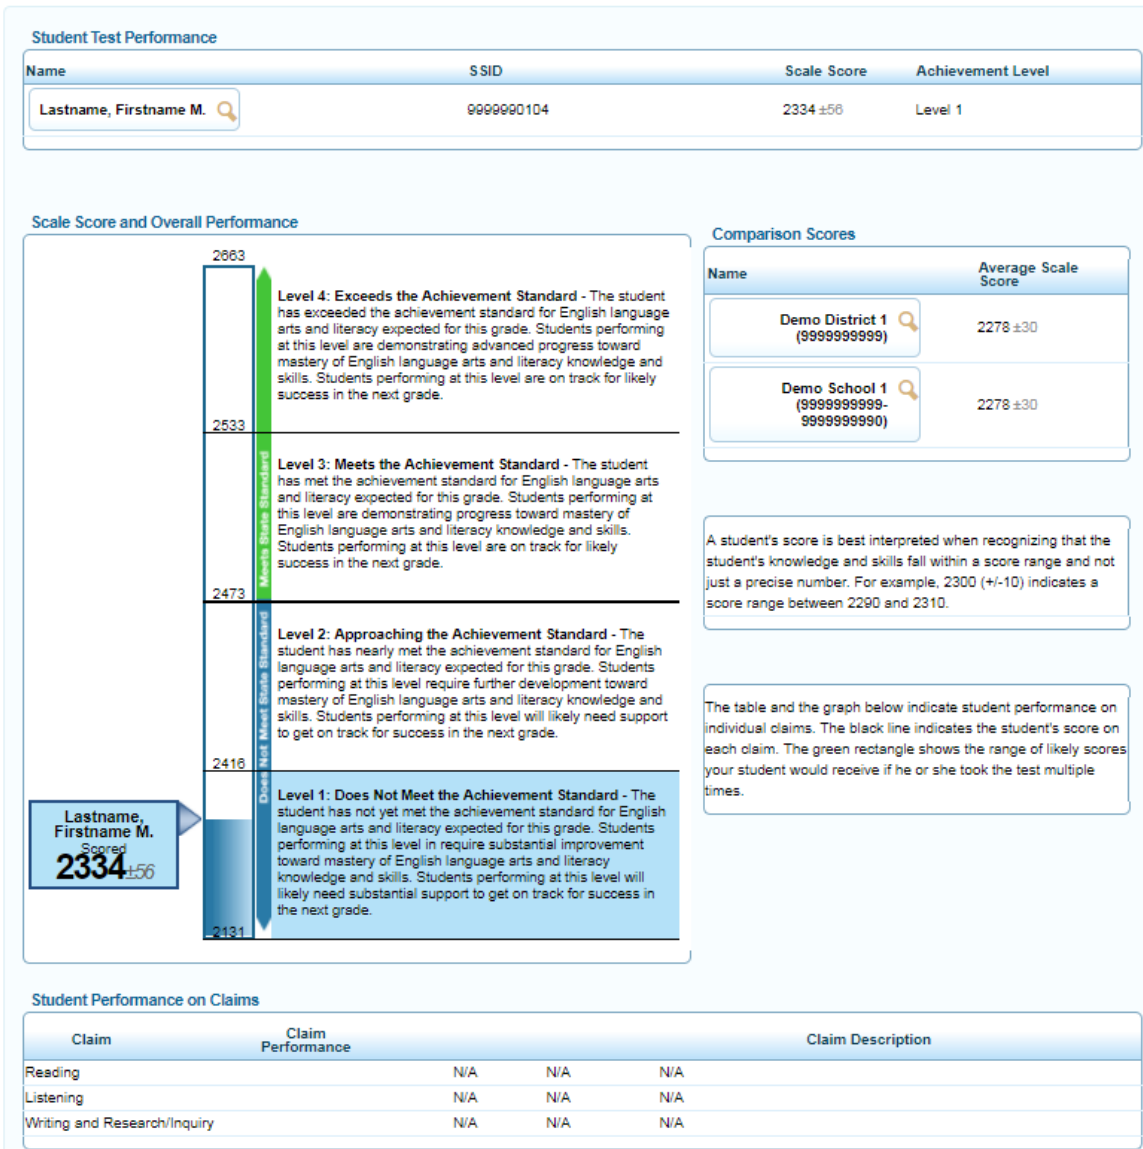 Student Test Performance
Name SSID Scale Score Achievement Level
Lastname, Firstname M. 9999990104 2334 ±56 Level 1
Scale Score and Overall Performance
2663
Level 4: Exceeds the Achievement Standard - The student
has exceeded the achievement standard for English language
arts and literacy expected for this grade. Students performing
at this level are demonstrating advanced progress toward
mastery of English language arts and literacy knowledge and
skills. Students performing at this level are on track for likely
success in the next grade.
2533
Meets State Standard
Level 3: Meets the Achievement Standard - The student
has met the achievement standard for English language arts
and literacy expected for this grade. Students performing at
this level are demonstrating progress toward mastery of
English language arts and literacy knowledge and skills.
Students performing at this level are on track for likely
success in the next grade.
2473
Does Not Meet State Standard
Level 2: Approaching the Achievement Standard - The
student has nearly met the achievement standard for English
language arts and literacy expected for this grade. Students
performing at this level require further development toward
mastery of English language arts and literacy knowledge and
skills. Students performing at this level will likely need support
to get on track for success in the next grade.
2416
Level 1: Does Not Meet the Achievement Standard - The
student has not yet met the achievement standard for English
language arts and literacy expected for this grade. Students
performing at this level in require substantial improvement
toward mastery of English language arts and literacy
knowledge and skills. Students performing at this level will
likely need substantial support to get on track for success in
the next grade.
2131
Lastname,
Firstname M.
Scored
2334±56
Comparison Scores
Name Average Scale
Score
Demo District 1
(9999999999)
2278 ±30
Demo School 1
(9999999999-
9999999990)
2278 ±30
A student's score is best interpreted when recognizing that the
student's knowledge and skills fall within a score range and not
just a precise number. For example, 2300 (+/-10) indicates a
score range between 2290 and 2310.
The table and the graph below indicate student performance on
individual claims. The black line indicates the student's score on
each claim. The green rectangle shows the range of likely scores
your student would receive if he or she took the test multiple
times.
Student Performance on Claims
Claim Claim
Performance Claim Description
Reading N/A N/A N/A
Listening N/A N/A N/A
Writing and Research/Inquiry N/A N/A N/A